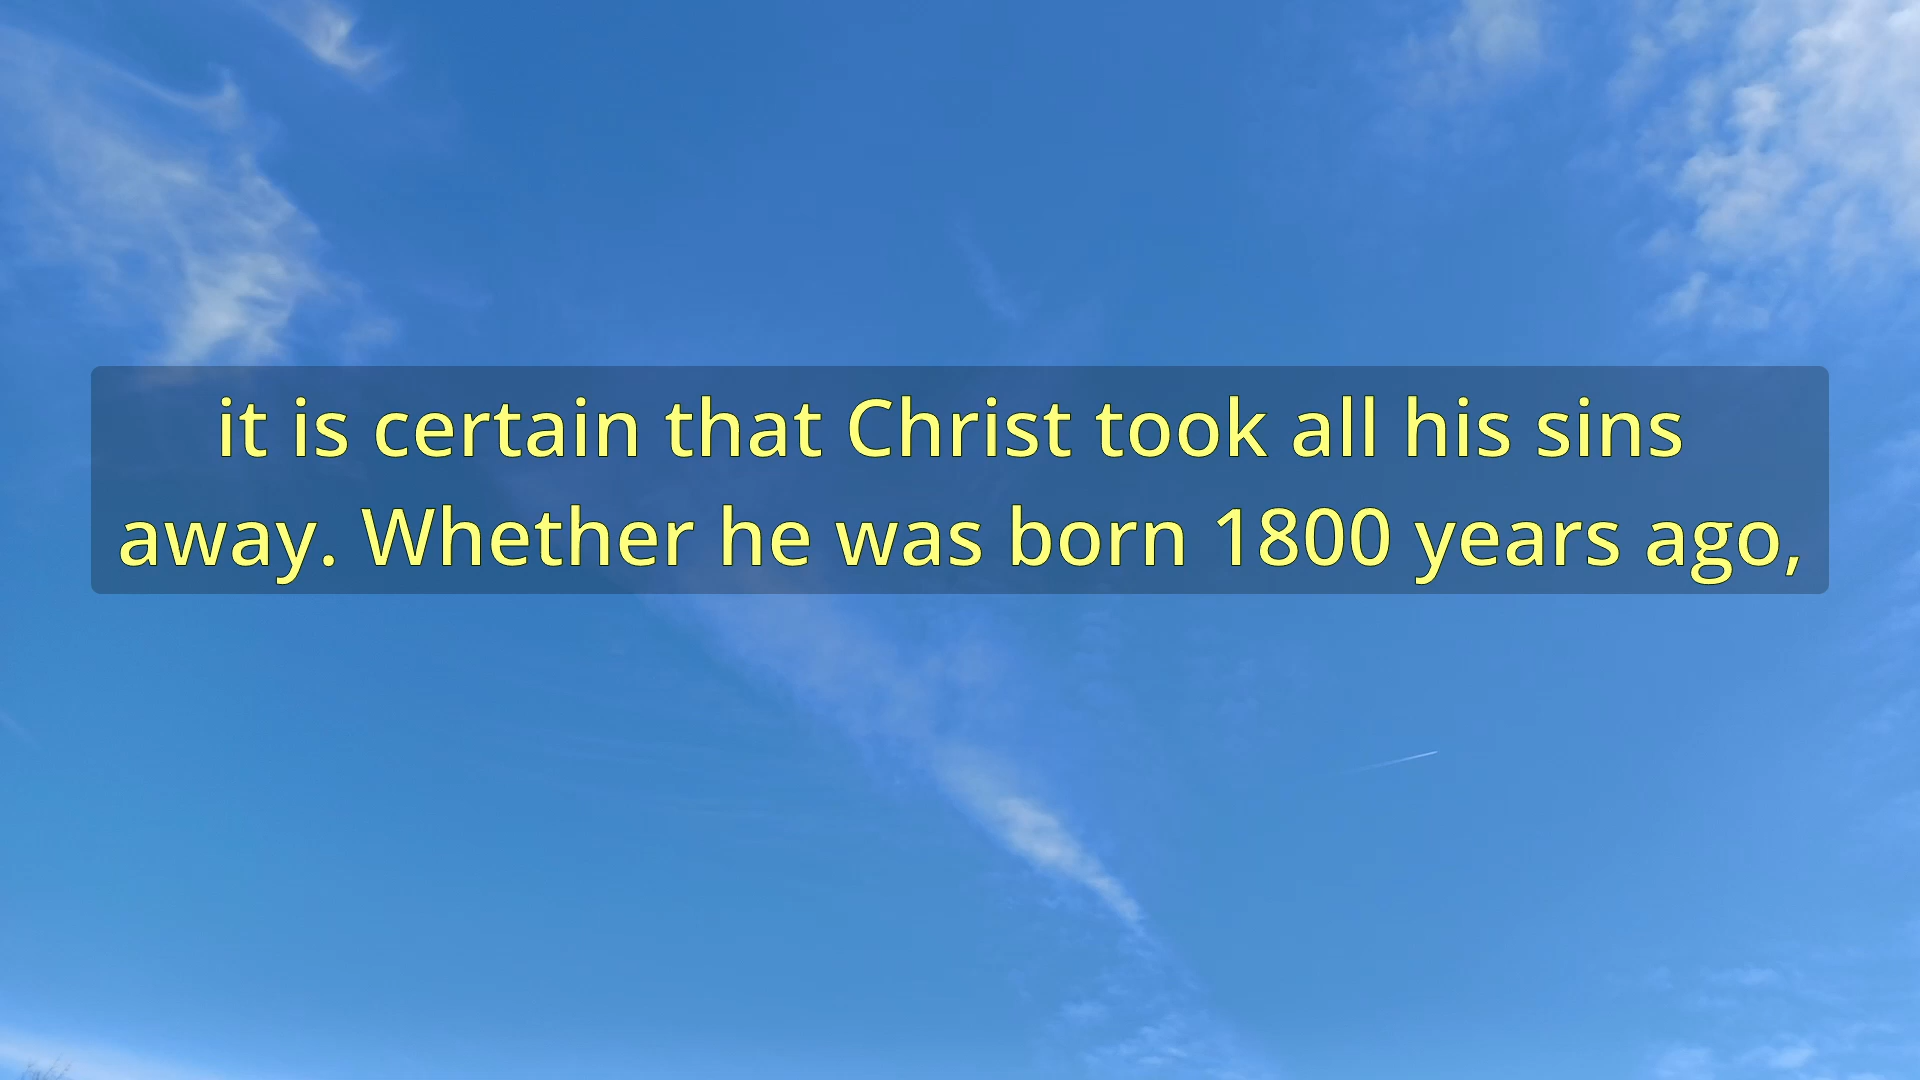 it is certain that Christ took all his sins
away. Whether he was born 1800 years ago,